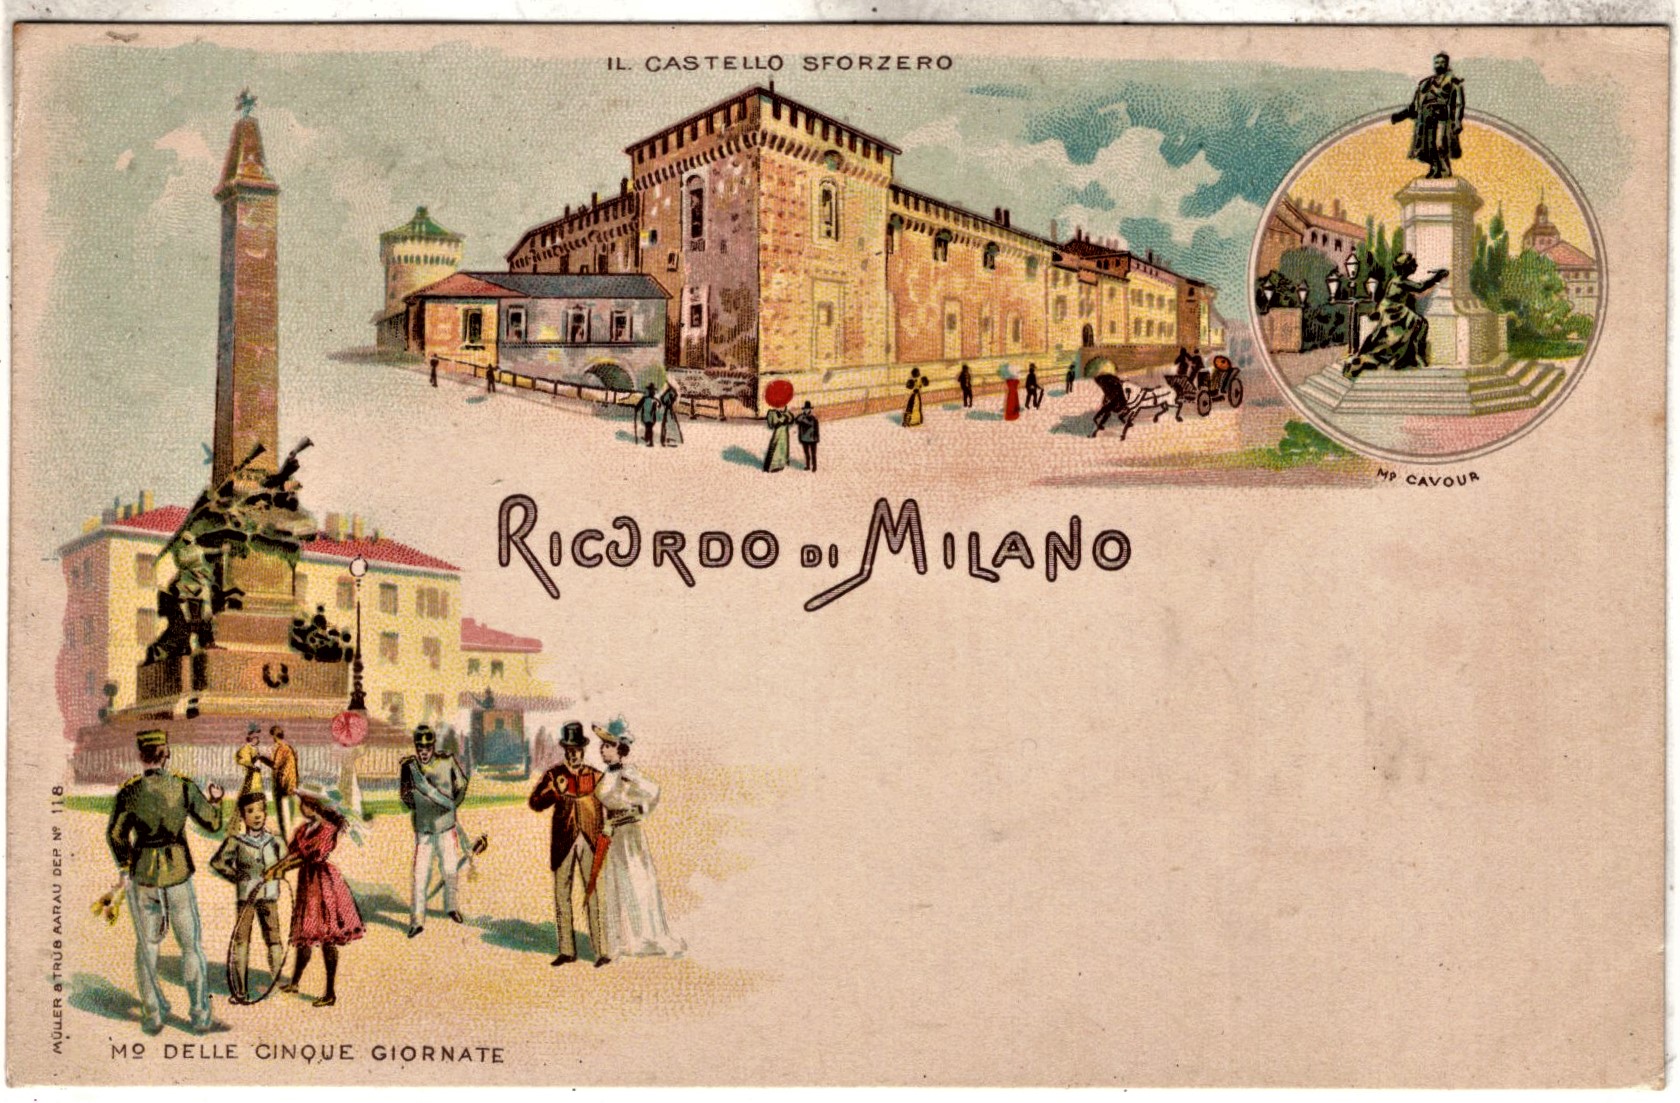 IL CASTELLO SFORZERO
Mº CAVOUR
RICORDO DI MILANO
MÜLLER & TRÜB AARAU DEP. Nº 118
Mº DELLE CINQUE GIORNATE